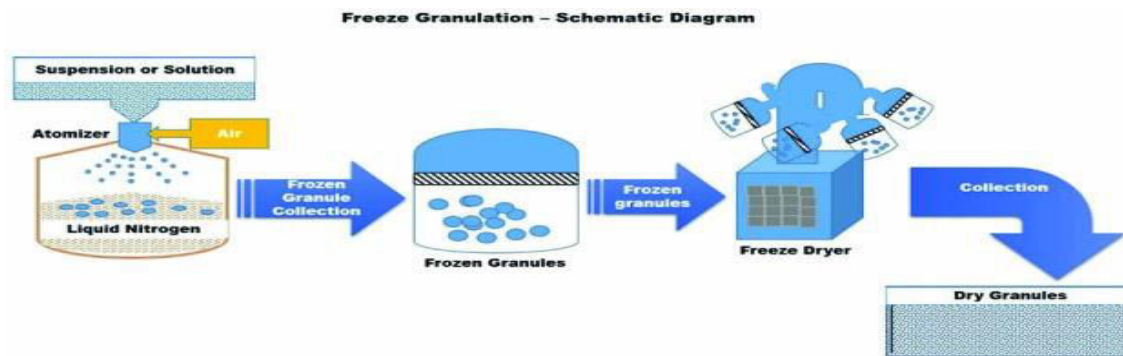 Freeze Granulation – Schematic Diagram
Suspension or Solution
Atomizer
Air
Liquid Nitrogen
Frozen
Granule
Collection
Frozen Granules
Frozen
granules
Freeze Dryer
Collection
Dry Granules